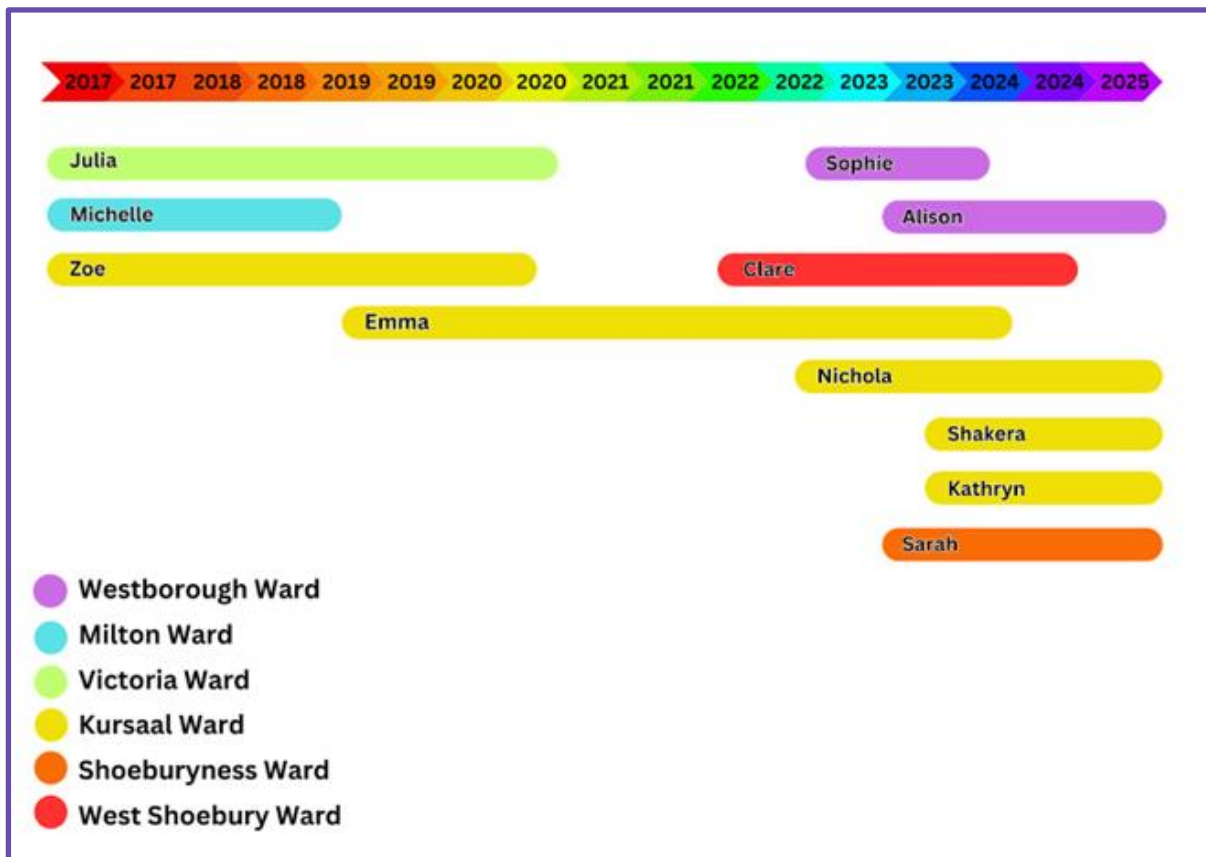 2017 2017 2018 2018 2019 2019 2020 2020 2021 2021 2022 2022 2023 2023 2024 2024 2025
Julia Sophie
Michelle Alison
Zoe Clare
Emma
Nichola
Shakera
Kathryn
Sarah
Westborough Ward
Milton Ward
Victoria Ward
Kursaal Ward
Shoeburyness Ward
West Shoebury Ward